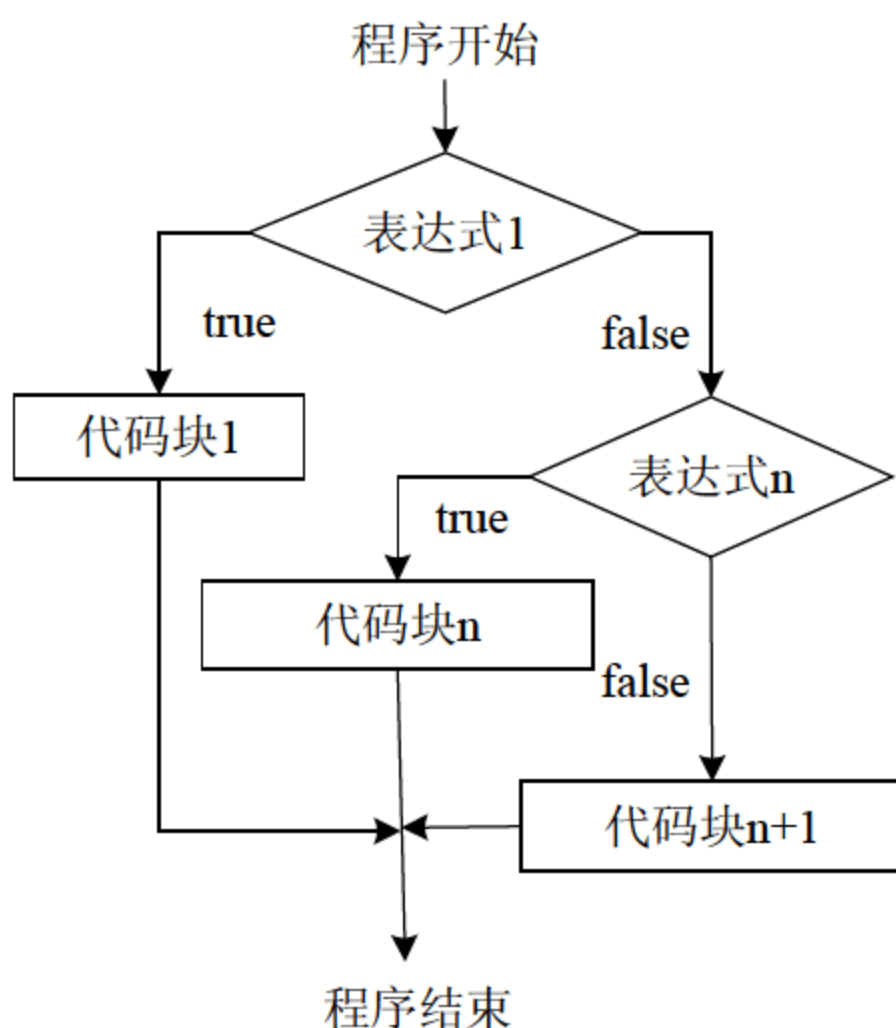 程序开始
表达式1
true
false
代码块1
表达式n
true
代码块n
false
代码块n+1
程序结束